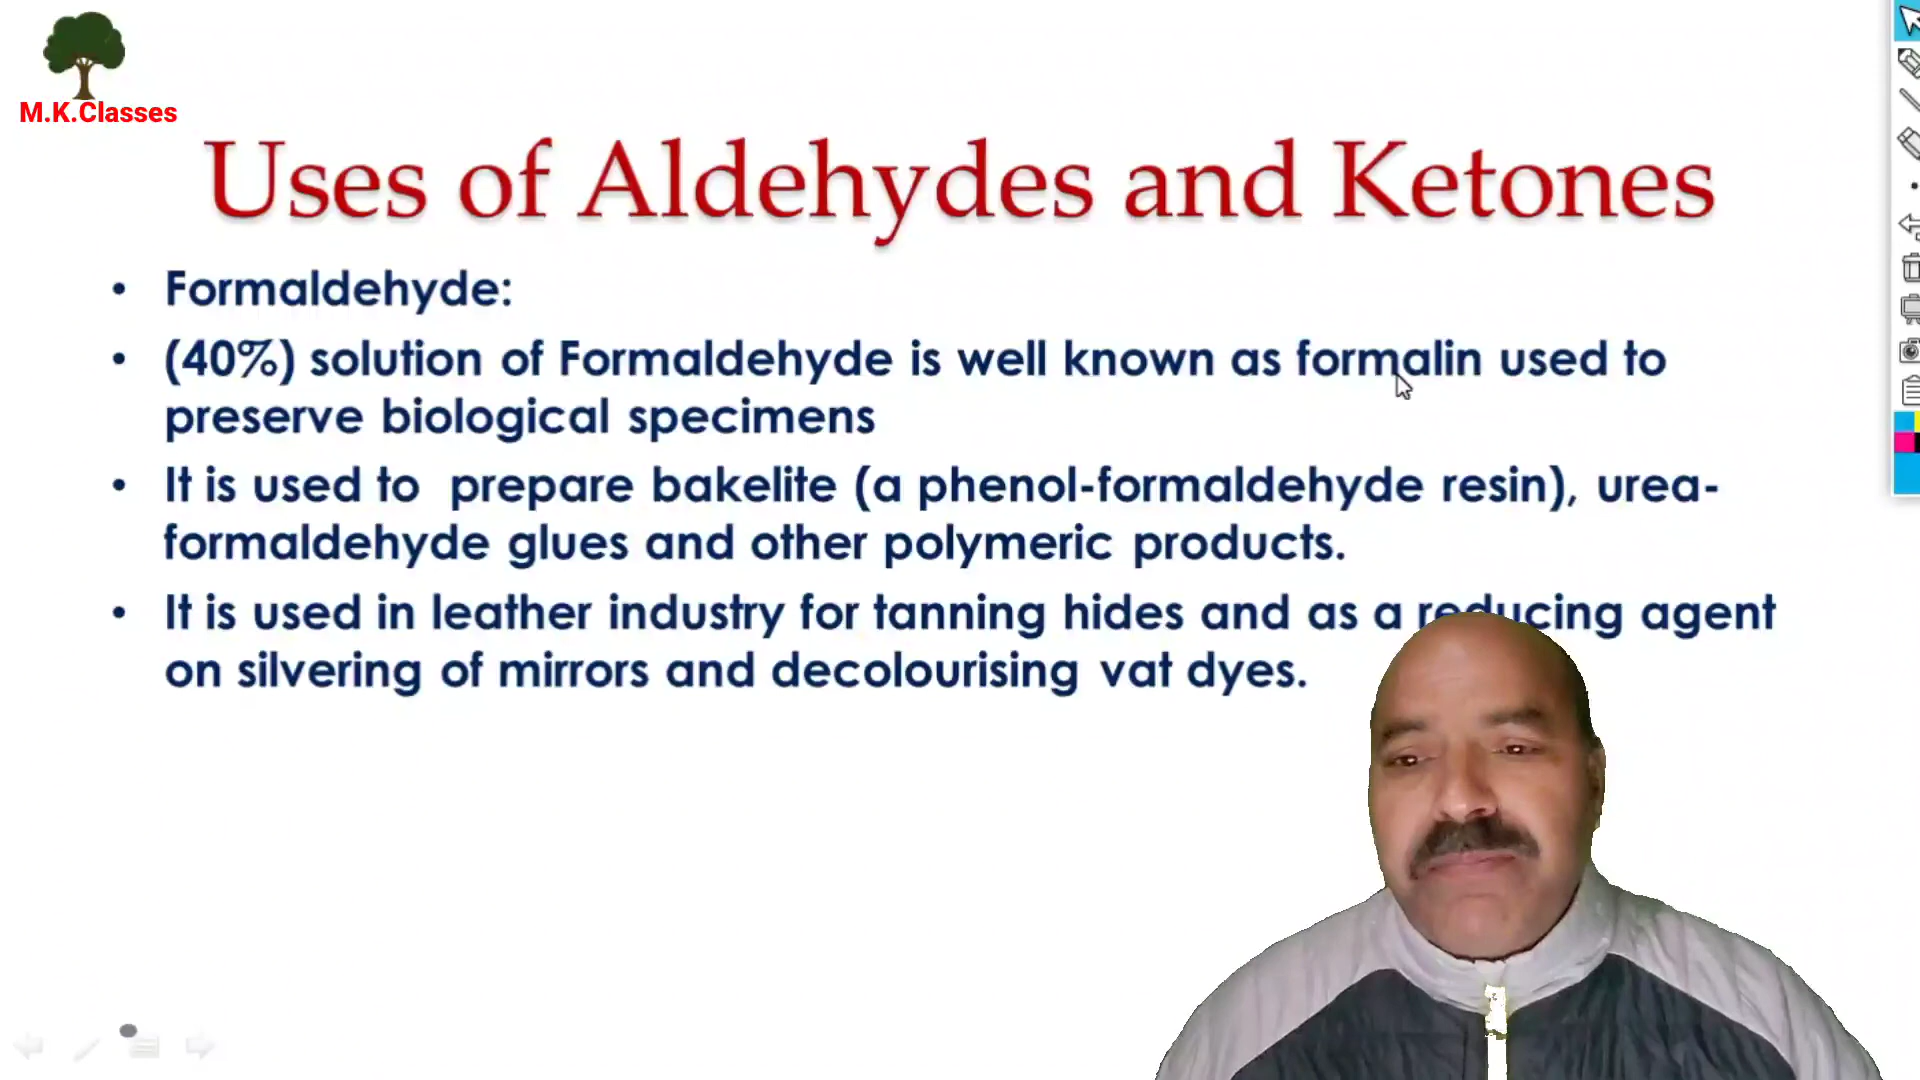 M.K.Classes
Uses of Aldehydes and Ketones
• Formaldehyde:
• (40%) solution of Formaldehyde is well known as formalin used to
preserve biological specimens
• It is used to prepare bakelite (a phenol-formaldehyde resin), urea-
formaldehyde glues and other polymeric products.
• It is used in leather industry for tanning hides and as a reducing agent
on silvering of mirrors and decolourising vat dyes.